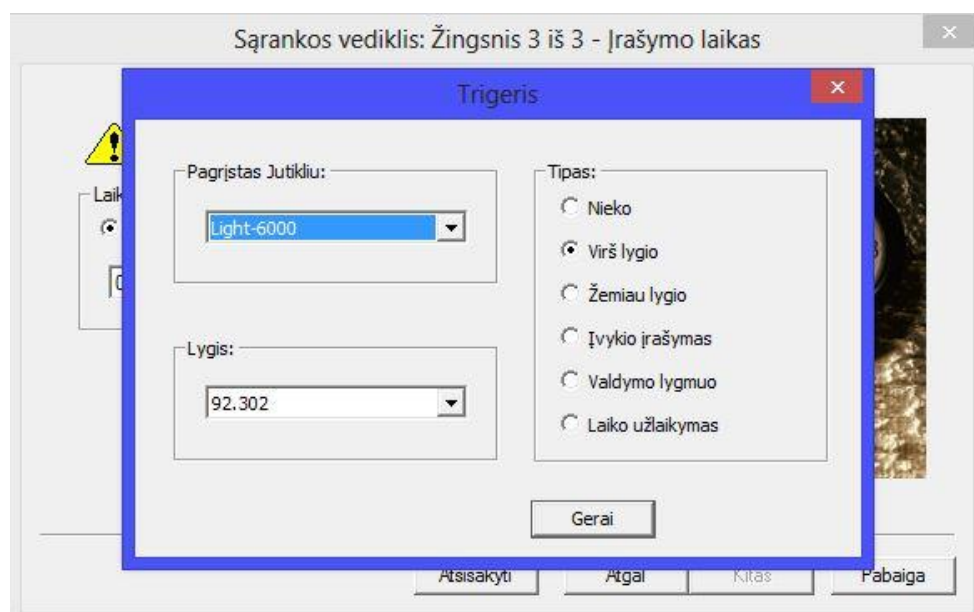 Sąrankos vediklis: Žingsnis 3 iš 3 - Įrašymo laikas
Trigeris
Pagrįstas Jutikliu:
Light-6000
Lygis:
92.302
Tipas:
Nieko
Virš lygio
Žemiau lygio
Įvykio įrašymas
Valdymo lygmuo
Laiko užlaikymas
Gerai
Laik
Atsisakyti
Atgal
Kitas
Pabaiga